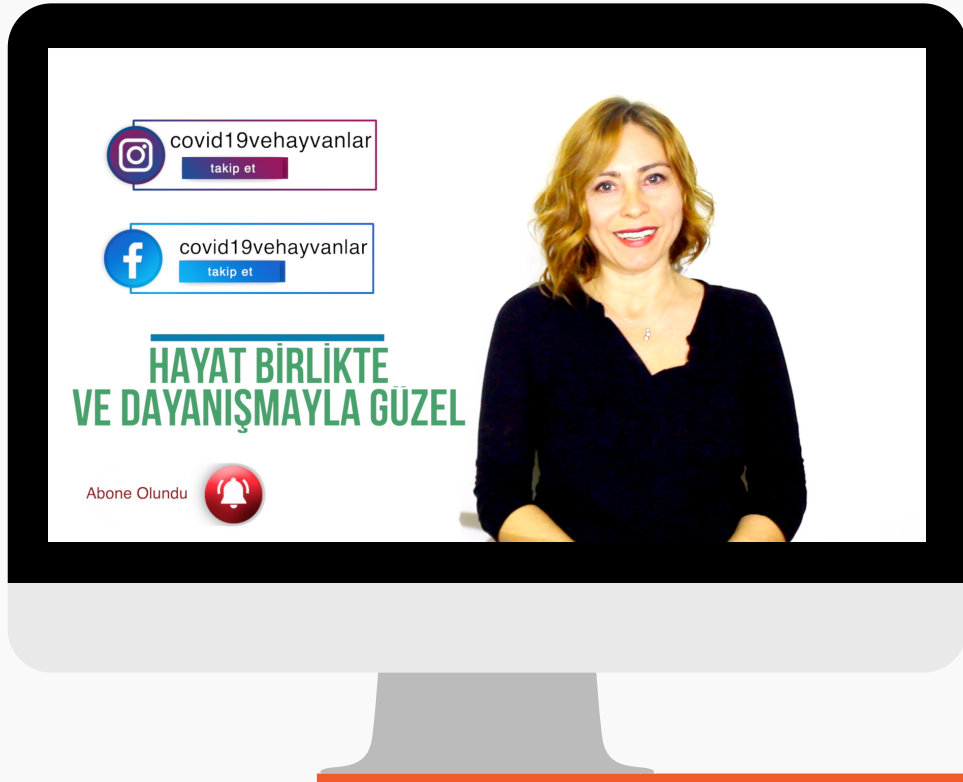 covid19vehayvanlar
takip et
covid19vehayvanlar
takip et
HAYAT BİRLİKTE
VE DAYANIŞMAYLA GÜZEL
Abone Olundu